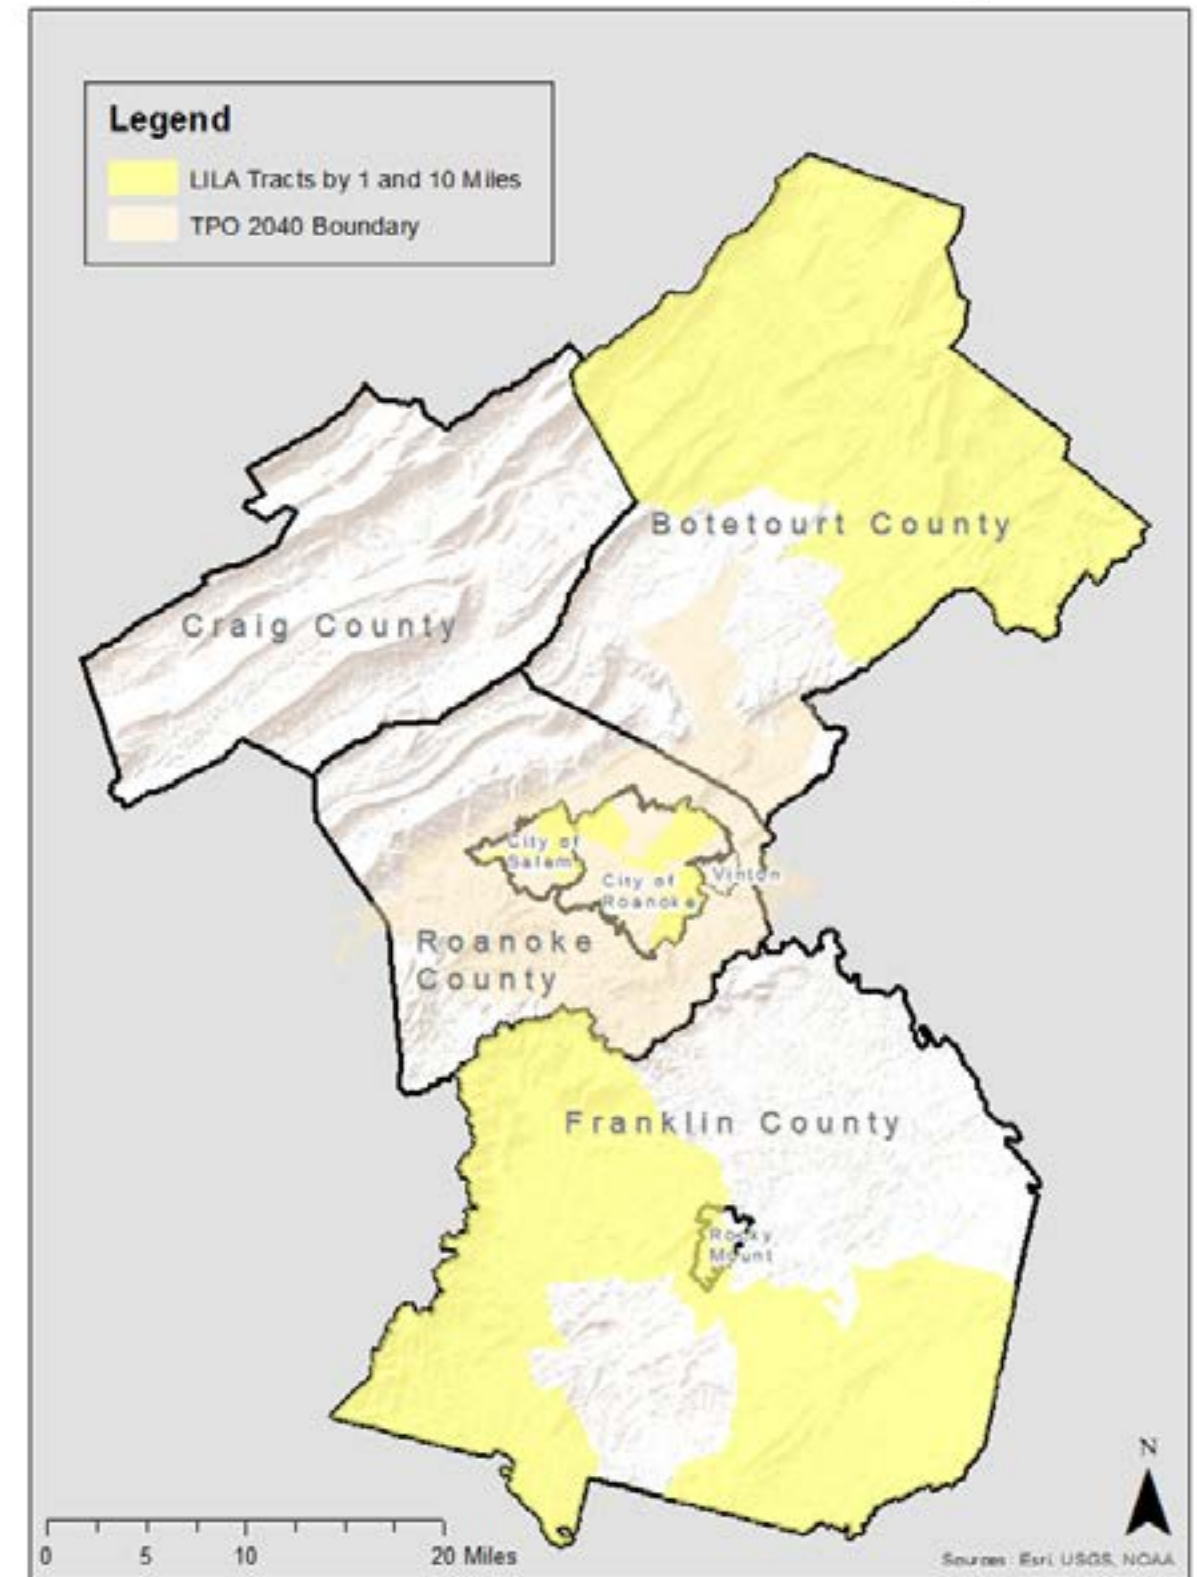 Legend
LILA Tracts by 1 and 10 Miles
TPO 2040 Boundary
Botetourt County
Craig County
City of
Salem
City of
Roanoke
Vinton
Roanoke
County
Franklin County
Rocky
Mount
N
0 5 10 20 Miles
Sources: Esri, USGS, NOAA